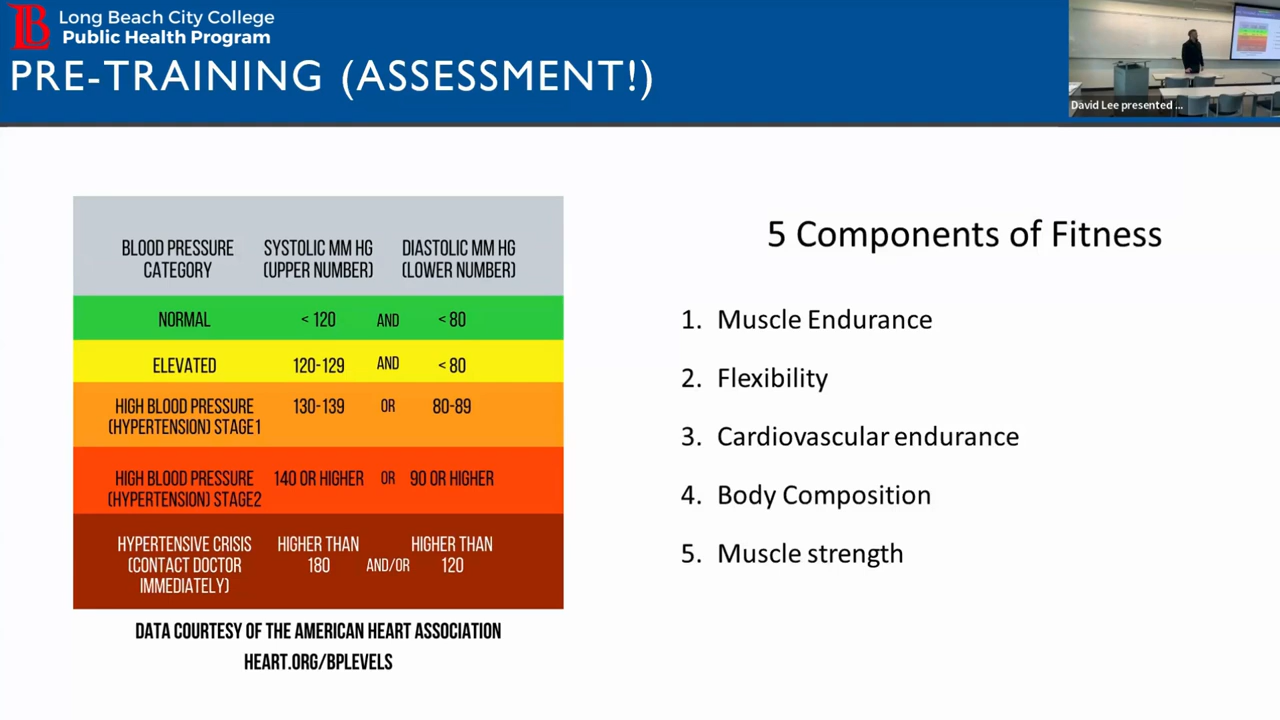 Long Beach City College
Public Health Program
PRE-TRAINING (ASSESSMENT!)
David Lee presented ...
BLOOD PRESSURE CATEGORY
SYSTOLIC MM HG (UPPER NUMBER)
DIASTOLIC MM HG (LOWER NUMBER)
NORMAL < 120 AND < 80
ELEVATED 120-129 AND < 80
HIGH BLOOD PRESSURE (HYPERTENSION) STAGE1 130-139 OR 80-89
HIGH BLOOD PRESSURE (HYPERTENSION) STAGE2 140 OR HIGHER OR 90 OR HIGHER
HYPERTENSIVE CRISIS (CONTACT DOCTOR IMMEDIATELY) HIGHER THAN 180 AND/OR HIGHER THAN 120
DATA COURTESY OF THE AMERICAN HEART ASSOCIATION
HEART.ORG/BPLEVELS
5 Components of Fitness
1. Muscle Endurance
2. Flexibility
3. Cardiovascular endurance
4. Body Composition
5. Muscle strength